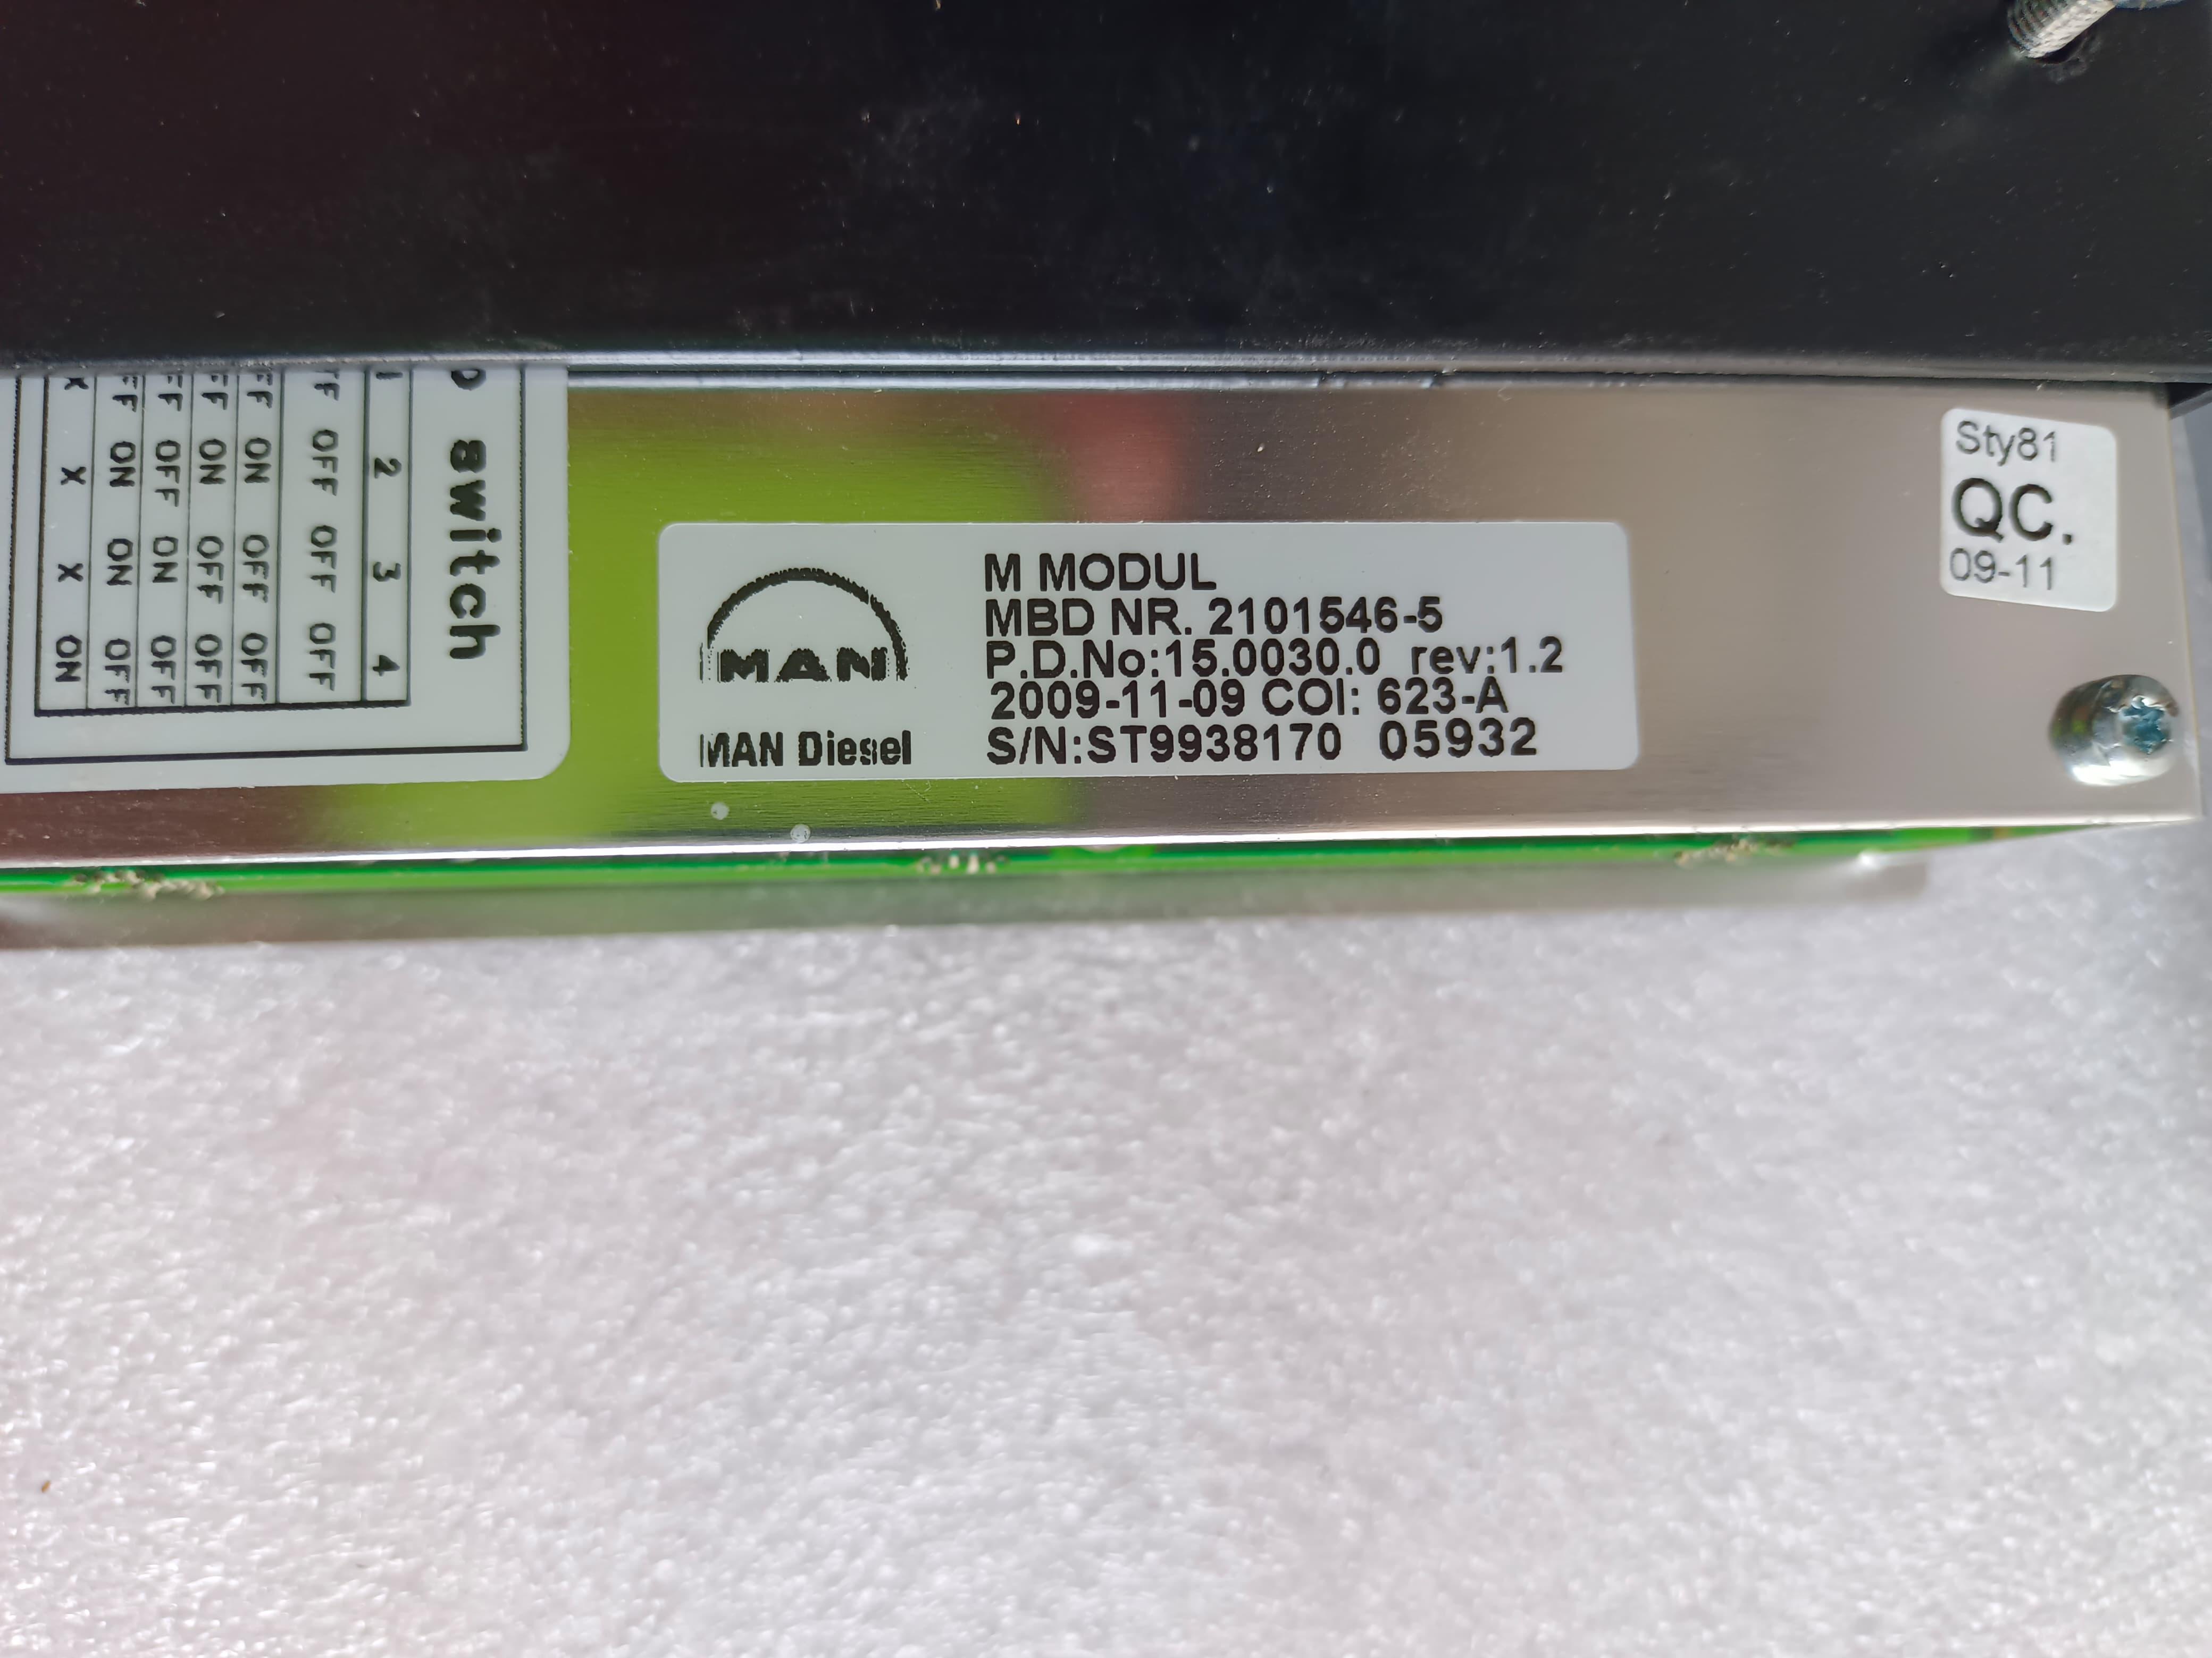 switch
1 2 3 4
OFF OFF OFF
ON OFF OFF
ON OFF OFF
OFF ON OFF
ON ON OFF
X X X ON
MAN
MAN Diesel
M MODUL
MBD NR. 2101546-5
P.D.No:15.0030.0 rev:1.2
2009-11-09 COI: 623-A
S/N:ST9938170 05932
Sty81
QC.
09-11